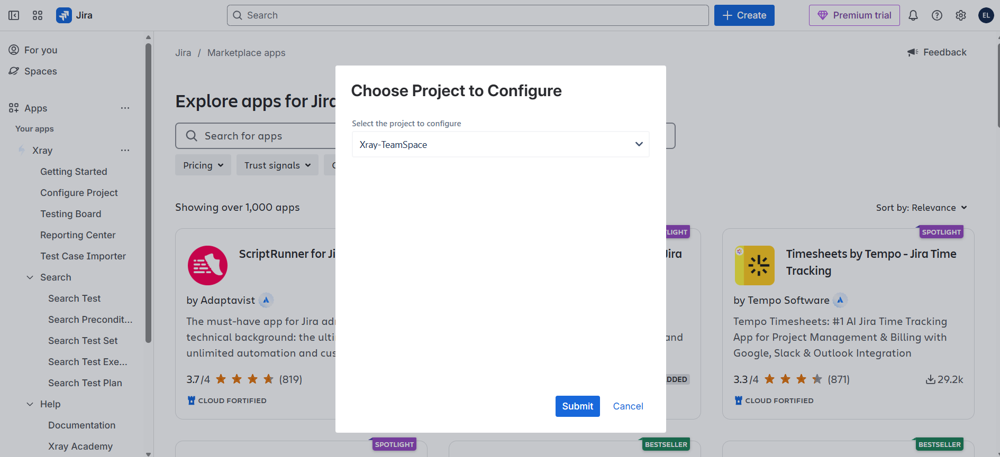 Jira
Search
Create
Premium trial
EL
For you
Spaces
Apps
Your apps
Xray
Getting Started
Configure Project
Testing Board
Reporting Center
Test Case Importer
Search
Search Test
Search Precondit...
Search Test Set
Search Test Exe...
Search Test Plan
Help
Documentation
Xray Academy
Jira / Marketplace apps
Feedback
Explore apps for Jira
Search for apps
Pricing
Trust signals
Showing over 1,000 apps
Sort by: Relevance
ScriptRunner for Ji
by Adaptavist
The must-have app for Jira adm
technical background: the ulti
unlimited automation and cus
3.7/4 (819)
CLOUD FORTIFIED
Choose Project to Configure
Select the project to configure
Xray-TeamSpace
Submit
Cancel
LIGHT
Jira
and
DDED
SPOTLIGHT
Timesheets by Tempo - Jira Time
Tracking
by Tempo Software
Tempo Timesheets: #1 AI Jira Time Tracking
App for Project Management & Billing with
Google, Slack & Outlook Integration
3.3/4 (871) 29.2k
CLOUD FORTIFIED
SPOTLIGHT
BESTSELLER
BESTSELLER